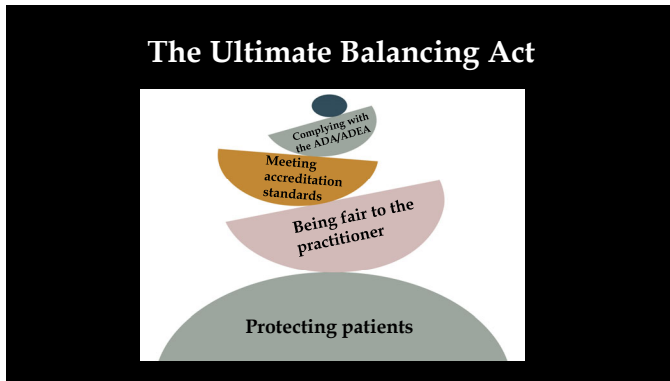 The Ultimate Balancing Act
Complying with
the ADA/ADEA
Meeting
accreditation
standards
Being fair to the
practitioner
Protecting patients